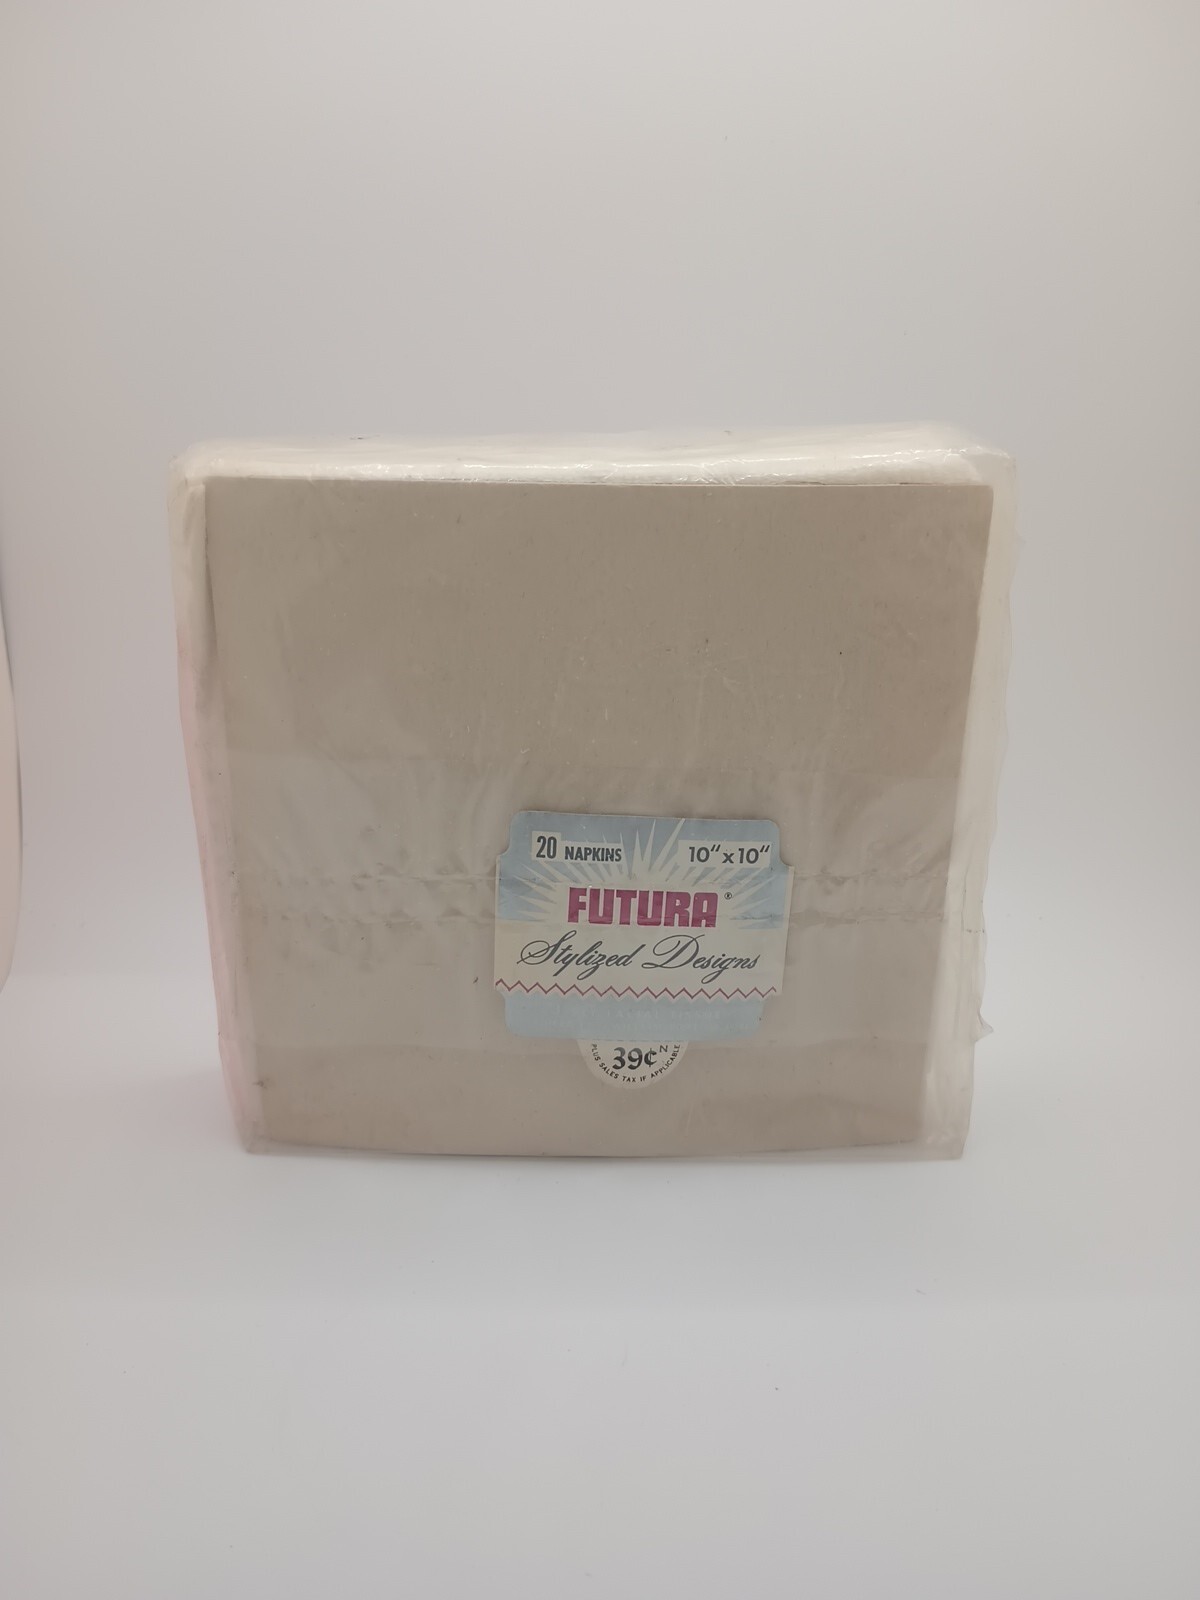 20 NAPKINS 10" x 10"
FUTURA®
Stylized Designs
39¢ Z
PLUS SALES TAX IF APPLICABLE